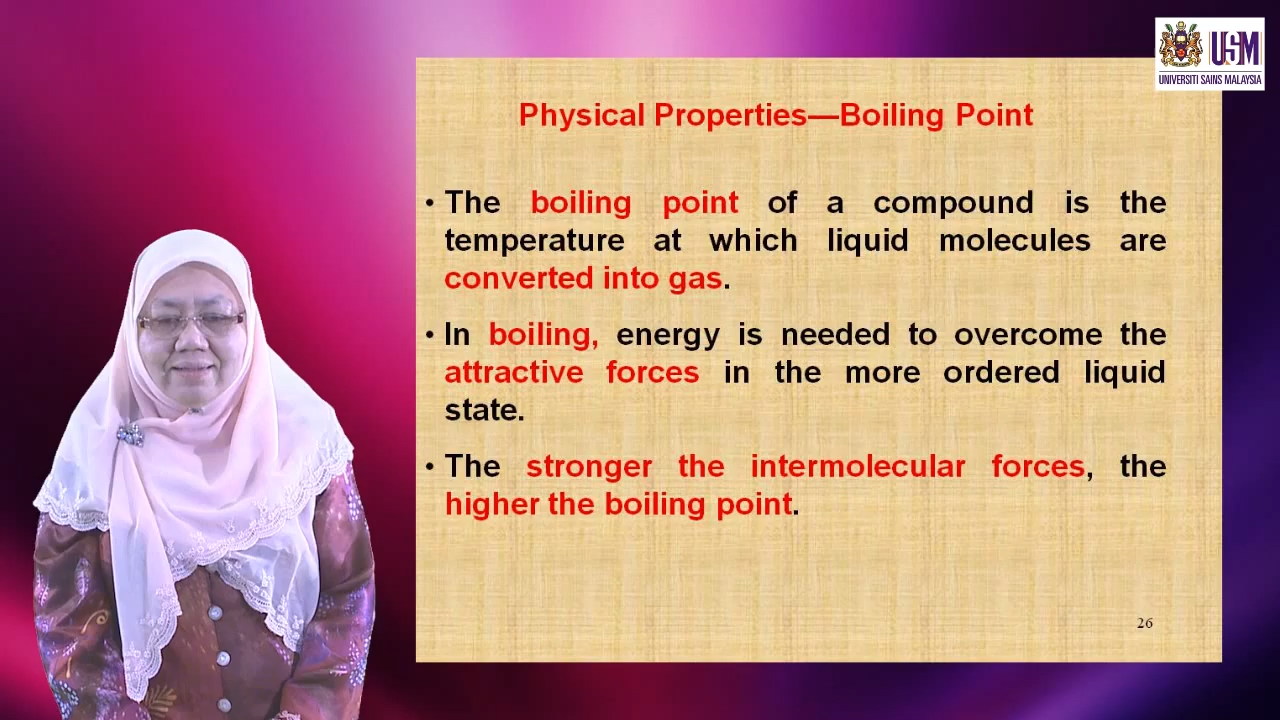 USM
UNIVERSITI SAINS MALAYSIA
Physical Properties—Boiling Point
• The boiling point of a compound is the
temperature at which liquid molecules are
converted into gas.
• In boiling, energy is needed to overcome the
attractive forces in the more ordered liquid
state.
• The stronger the intermolecular forces, the
higher the boiling point.
26